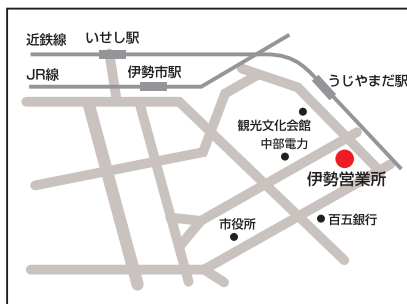 近鉄線
いせし駅
JR線
伊勢市駅
うじやまだ駅
観光文化会館
中部電力
伊勢営業所
市役所
百五銀行